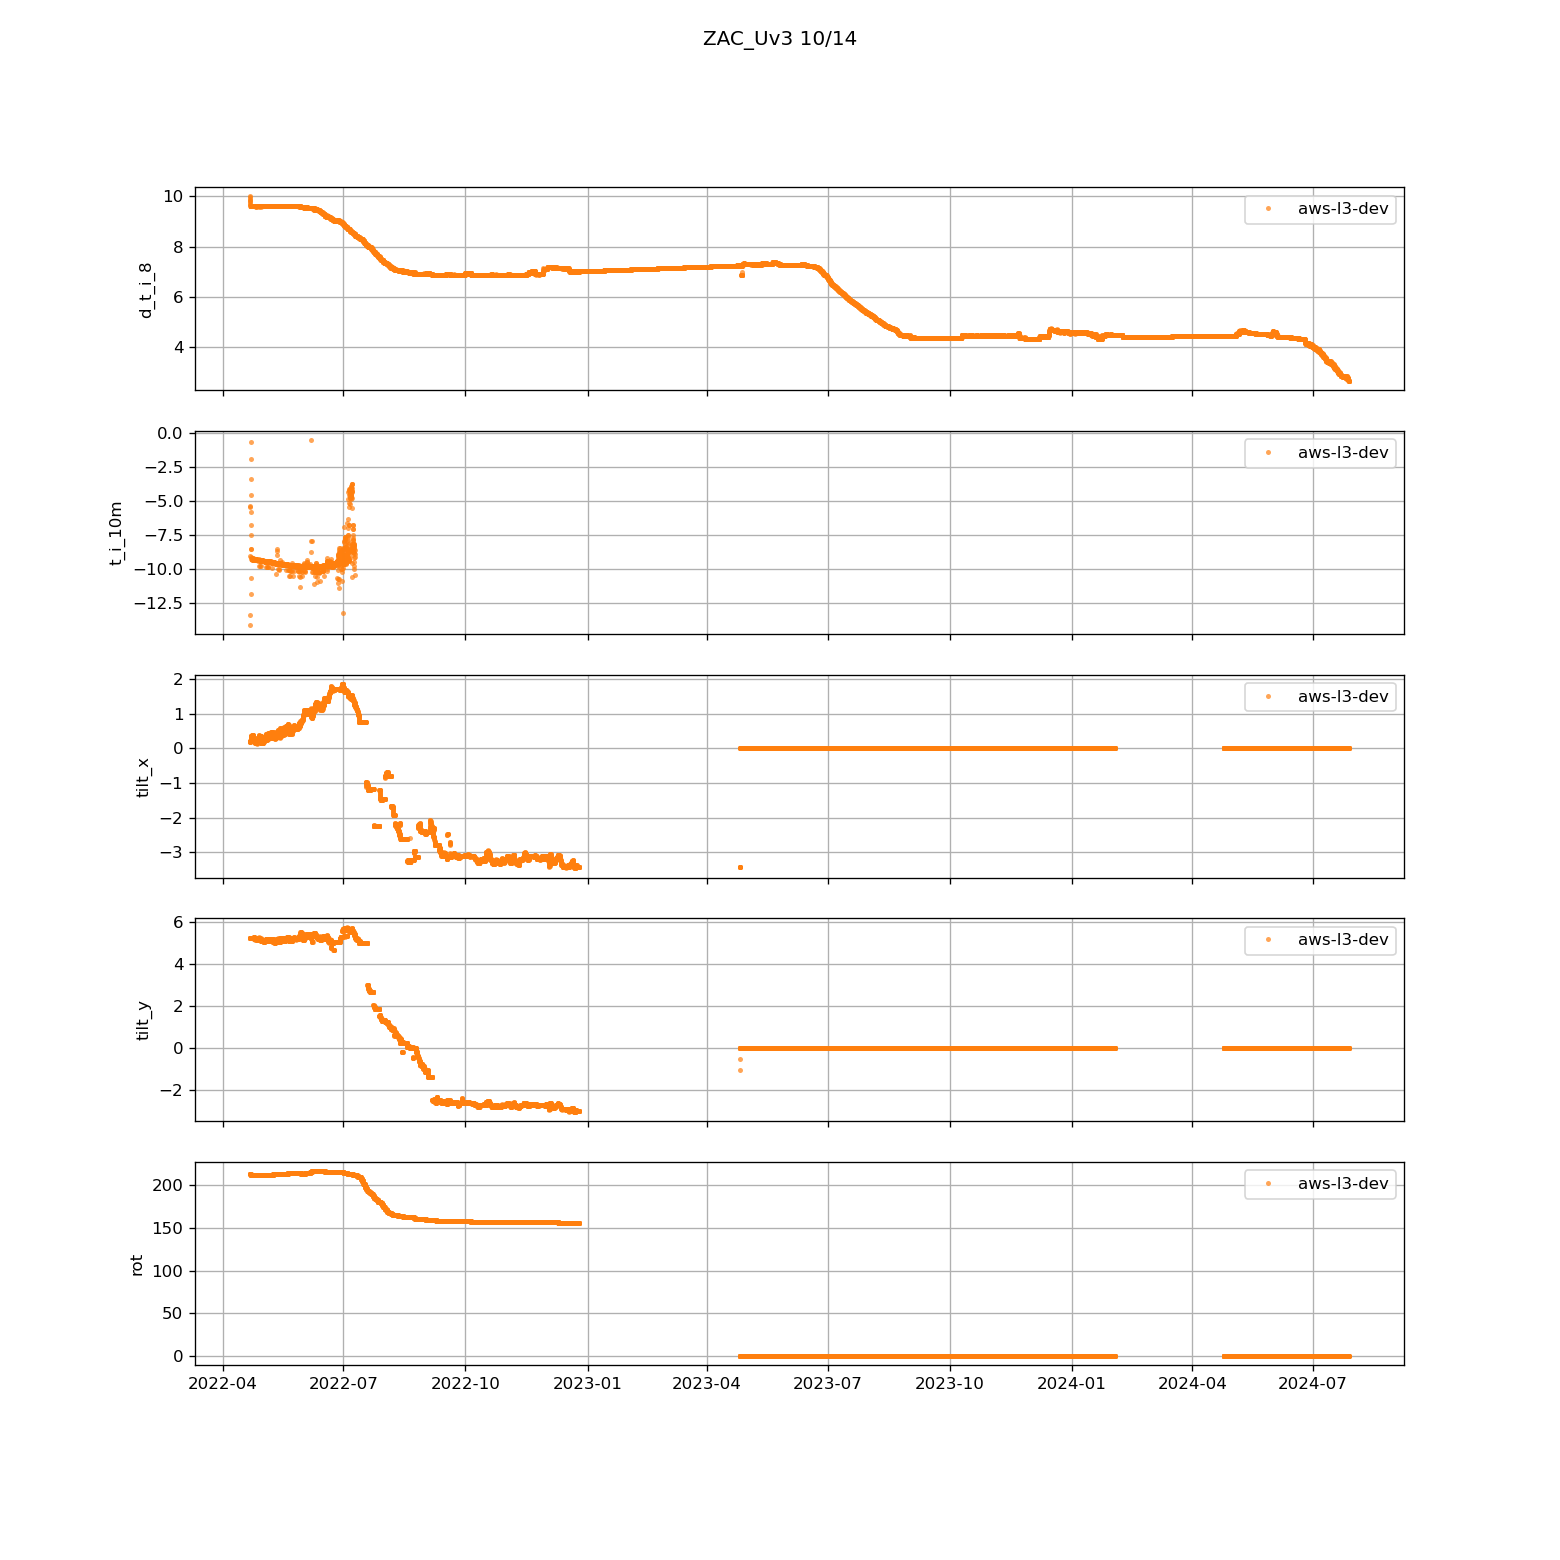 ZAC_Uv3 10/14
10
8
6
4
d_t_i_8
aws-l3-dev
0.0
−2.5
−5.0
−7.5
−10.0
−12.5
t_i_10m
aws-l3-dev
2
1
0
−1
−2
−3
tilt_x
aws-l3-dev
6
4
2
0
−2
tilt_y
aws-l3-dev
200
150
100
50
0
rot
aws-l3-dev
2022-04 2022-07 2022-10 2023-01 2023-04 2023-07 2023-10 2024-01 2024-04 2024-07